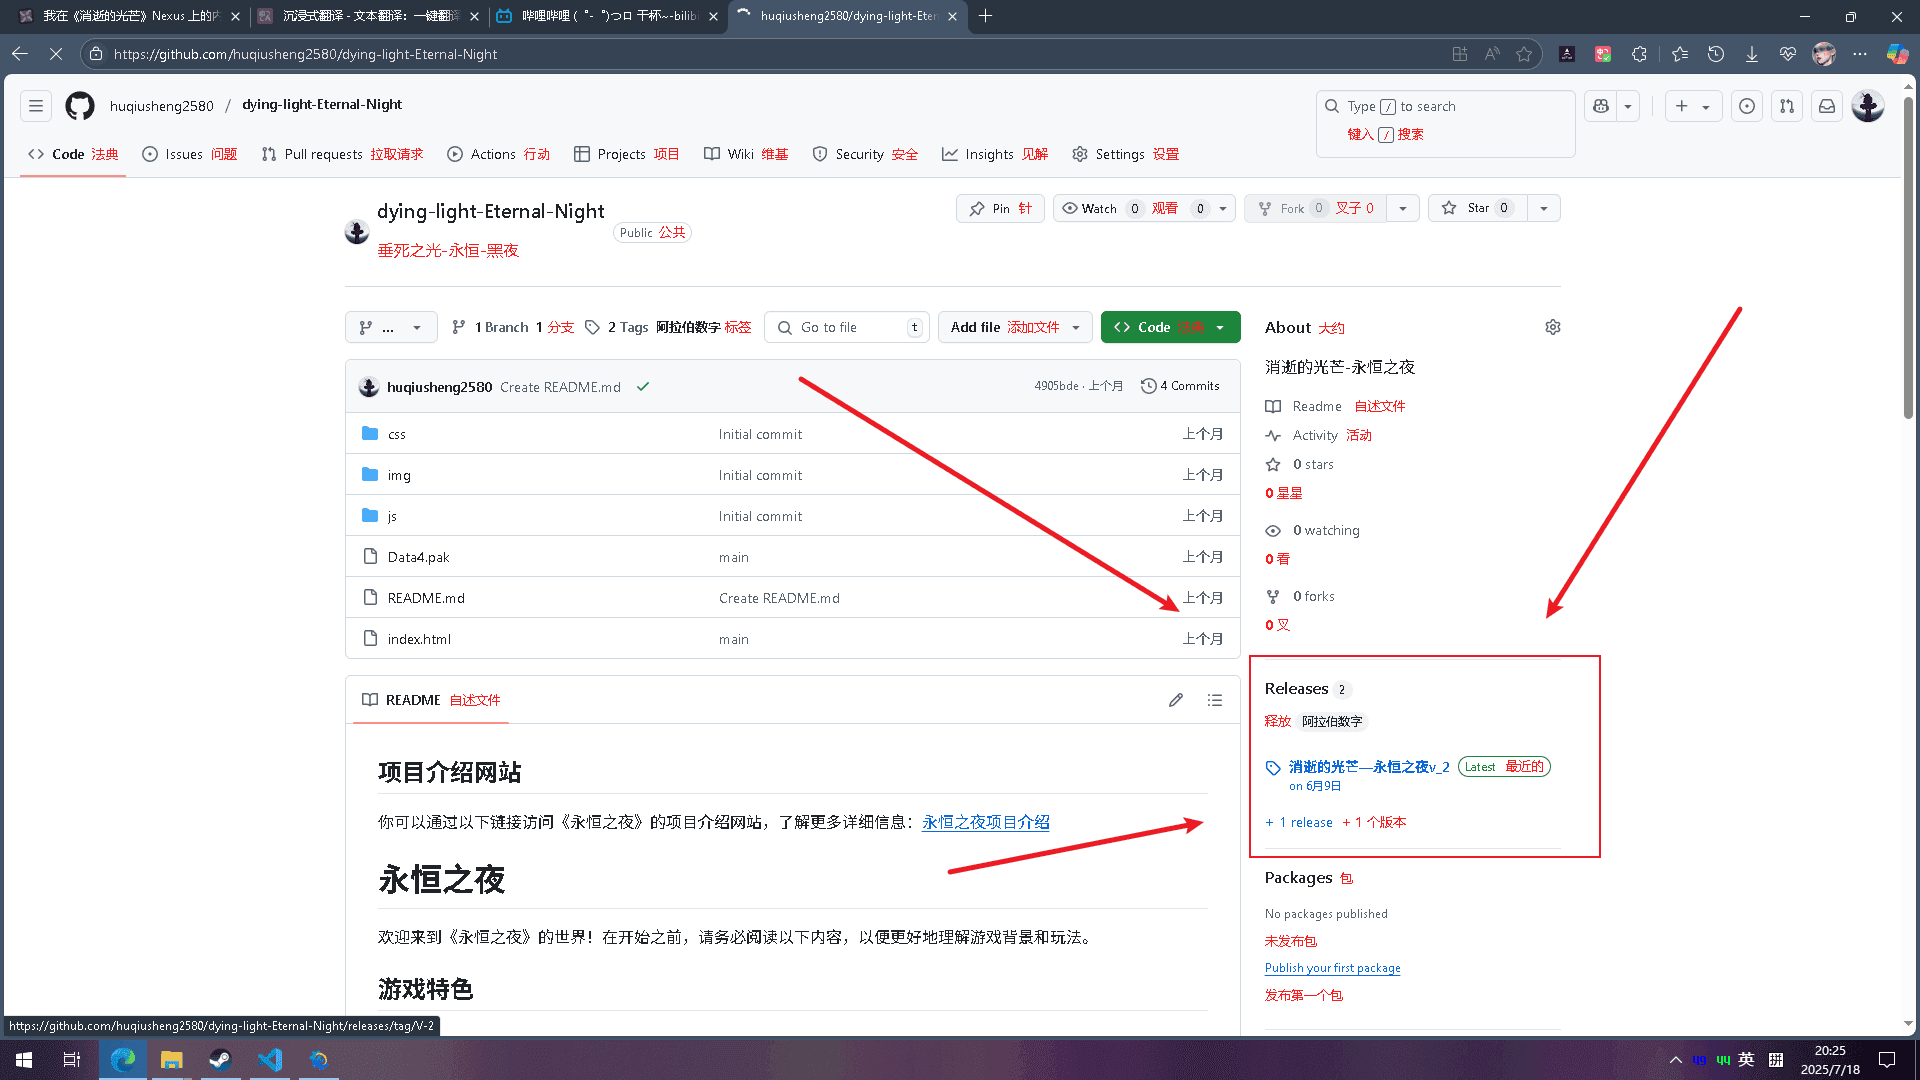 我在《消逝的光芒》Nexus 上的内
沉浸式翻译 - 文本翻译：一键翻译
哔哩哔哩 (゜-゜)つロ 干杯~-bilibi
huqiusheng2580/dying-light-Eter
https://github.com/huqiusheng2580/dying-light-Eternal-Night
huqiusheng2580 / dying-light-Eternal-Night
Type / to search
键入 / 搜索
Code 法典
Issues 问题
Pull requests 拉取请求
Actions 行动
Projects 项目
Wiki 维基
Security 安全
Insights 见解
Settings 设置
dying-light-Eternal-Night
垂死之光-永恒-黑夜
Public 公共
Pin 针
Watch 0 观看 0
Fork 0 叉子 0
Star 0
...
1 Branch 1 分支
2 Tags 阿拉伯数字 标签
Go to file t
Add file 添加文件
Code
huqiusheng2580 Create README.md
4905bde · 上个月
4 Commits
css Initial commit 上个月
img Initial commit 上个月
js Initial commit 上个月
Data4.pak main 上个月
README.md Create README.md 上个月
index.html main 上个月
README 自述文件
项目介绍网站
你可以通过以下链接访问《永恒之夜》的项目介绍网站，了解更多详细信息：永恒之夜项目介绍
永恒之夜
欢迎来到《永恒之夜》的世界！在开始之前，请务必阅读以下内容，以便更好地理解游戏背景和玩法。
游戏特色
About 大约
消逝的光芒-永恒之夜
Readme 自述文件
Activity 活动
0 stars
0 星星
0 watching
0 看
0 forks
0 叉
Releases 2
释放 阿拉伯数字
消逝的光芒—永恒之夜v_2 Latest 最近的
on 6月9日
+ 1 release + 1 个版本
Packages 包
No packages published
未发布包
Publish your first package
发布第一个包
https://github.com/huqiusheng2580/dying-light-Eternal-Night/releases/tag/V-2
英
拼
20:25
2025/7/18